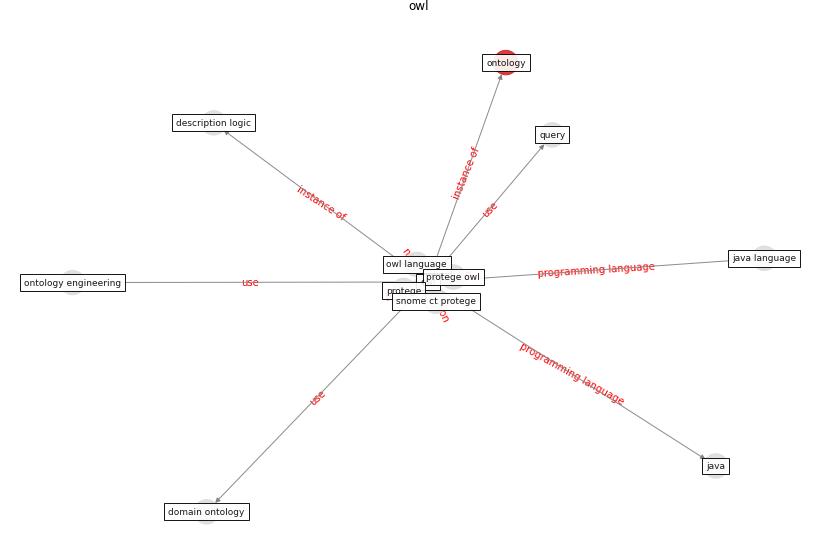 owl
ontology
description logic
query
instance of
instance of
use
owl language
java language
protege owl
programming language
ontology engineering
use
protege
snome ct protege
programming language
use
java
domain ontology